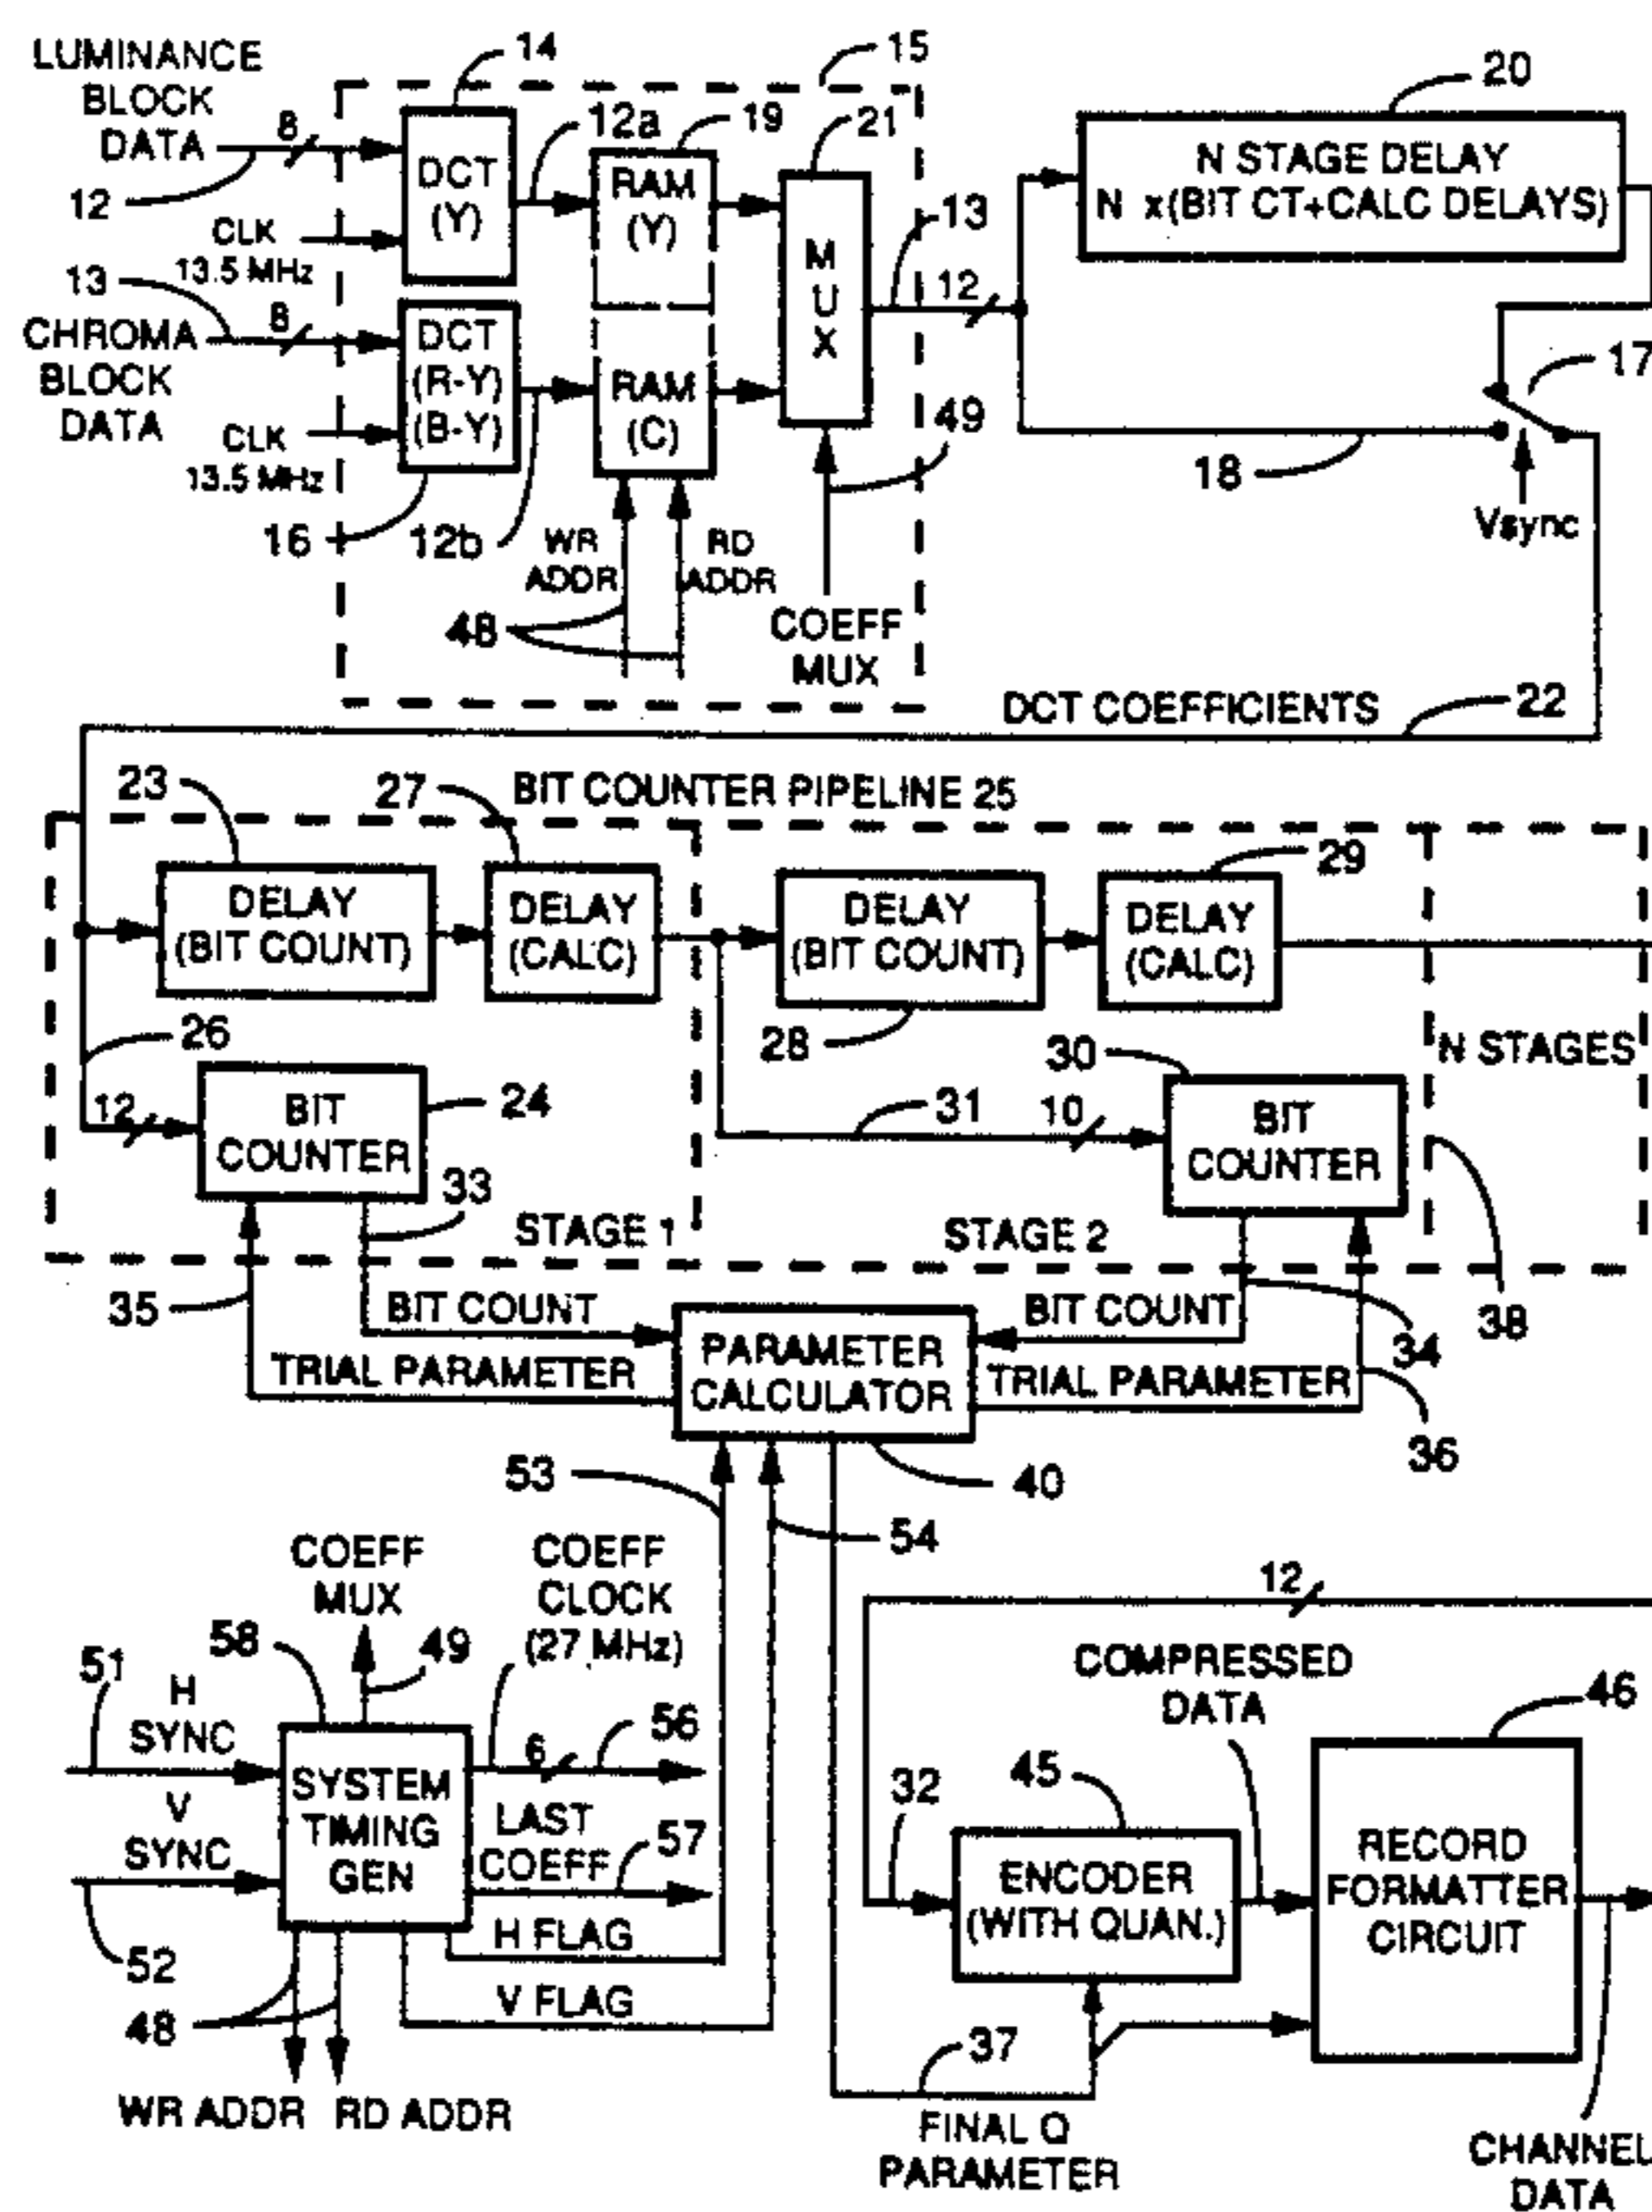 LUMINANCE
BLOCK
DATA
8
12
CLK
13.5 MHz
13
CHROMA
BLOCK
DATA
8
CLK
13.5 MHz
14
15
DCT
(Y)
12a
19
RAM
(Y)
21
MUX
DCT
(R-Y)
(B-Y)
RAM
(C)
16
12b
WR
ADDR
RD
ADDR
48
49
COEFF
MUX
13
12
20
N STAGE DELAY
N x(BIT CT+CALC DELAYS)
17
18
Vsync
DCT COEFFICIENTS
22
23
27
BIT COUNTER PIPELINE 25
DELAY
(BIT COUNT)
DELAY
(CALC)
DELAY
(BIT COUNT)
29
DELAY
(CALC)
26
28
30
N STAGES
12
BIT
COUNTER
24
31
10
BIT
COUNTER
33
STAGE 1
STAGE 2
35
BIT COUNT
BIT COUNT
34
38
TRIAL PARAMETER
PARAMETER
CALCULATOR
TRIAL PARAMETER
36
53
40
54
COEFF
MUX
COEFF
CLOCK
(27 MHz)
51
H
SYNC
58
49
6
56
SYSTEM
TIMING
GEN
V
SYNC
LAST
COEFF
57
52
H FLAG
V FLAG
48
WR ADDR
RD ADDR
12
COMPRESSED
DATA
46
32
45
ENCODER
(WITH QUAN.)
RECORD
FORMATTER
CIRCUIT
37
FINAL Q
PARAMETER
CHANNEL
DATA